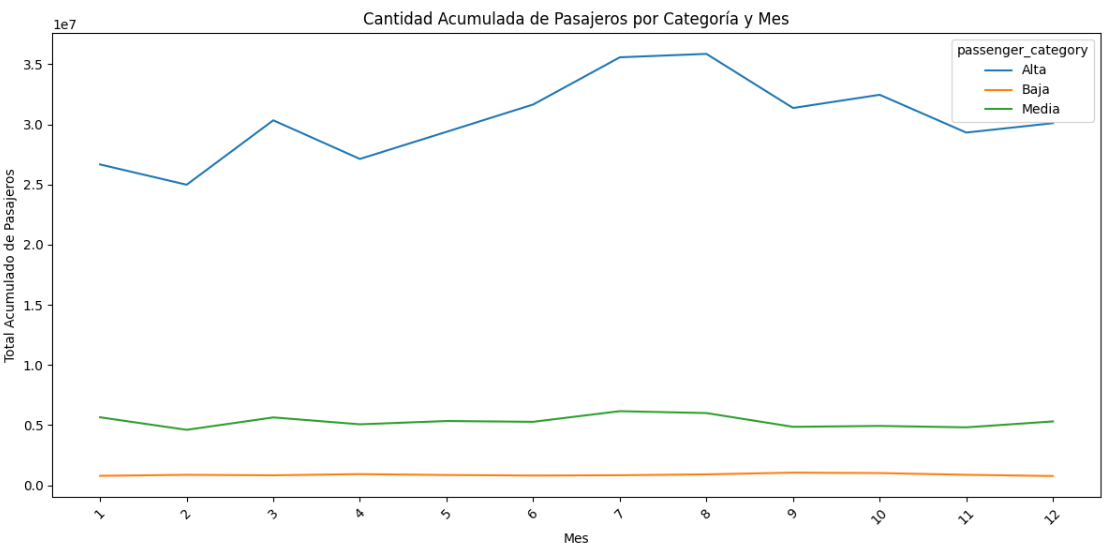 Cantidad Acumulada de Pasajeros por Categoría y Mes
1e7
passenger_category
Alta
Baja
Media
3.5
3.0
2.5
2.0
1.5
1.0
0.5
0.0
Total Acumulado de Pasajeros
1 2 3 4 5 6 7 8 9 10 11 12
Mes